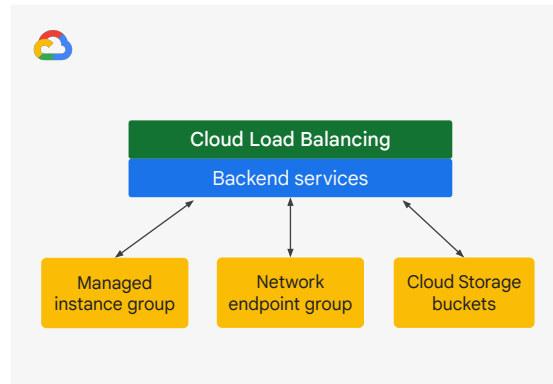 Cloud Load Balancing
Backend services
Managed
instance group
Network
endpoint group
Cloud Storage
buckets